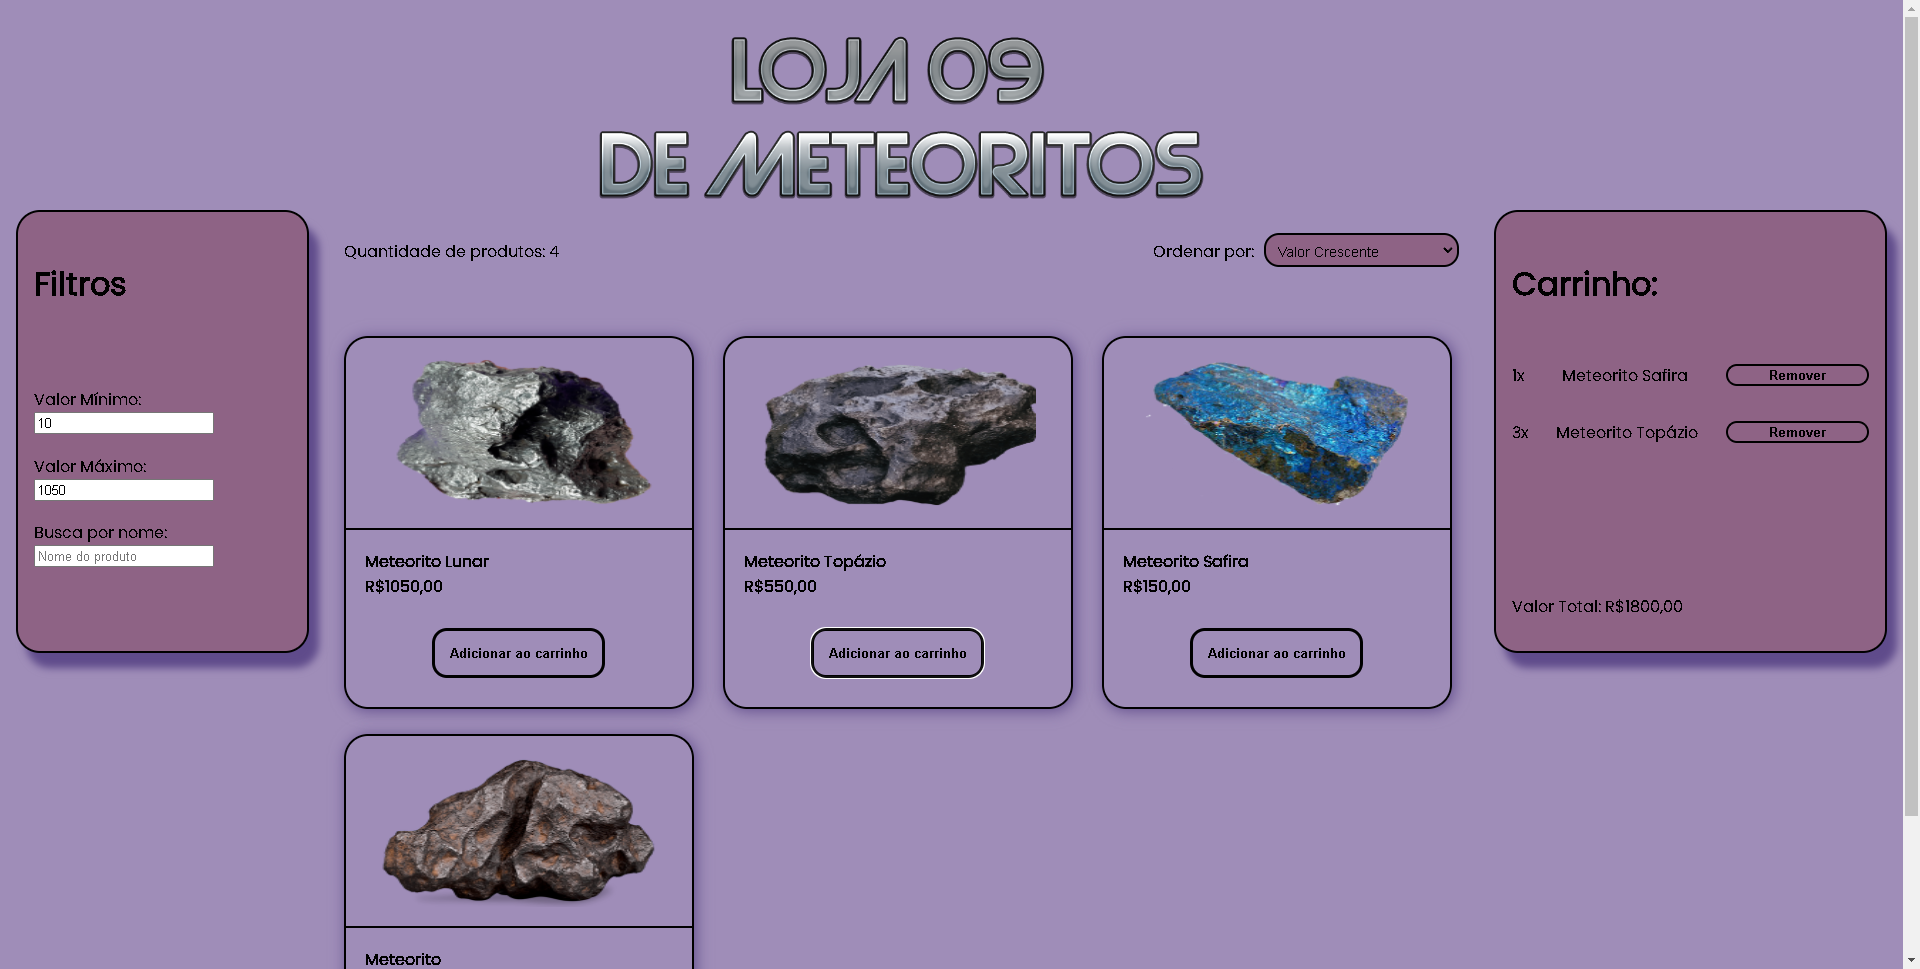 LOJA 09
DE METEORITOS
Filtros
Valor Mínimo:
10
Valor Máximo:
1050
Busca por nome:
Nome do produto
Quantidade de produtos: 4
Ordenar por:
Valor Crescente
Meteorito Lunar
R$1050,00
Adicionar ao carrinho
Meteorito Topázio
R$550,00
Adicionar ao carrinho
Meteorito Safira
R$150,00
Adicionar ao carrinho
Meteorito
Carrinho:
1x Meteorito Safira Remover
3x Meteorito Topázio Remover
Valor Total: R$1800,00